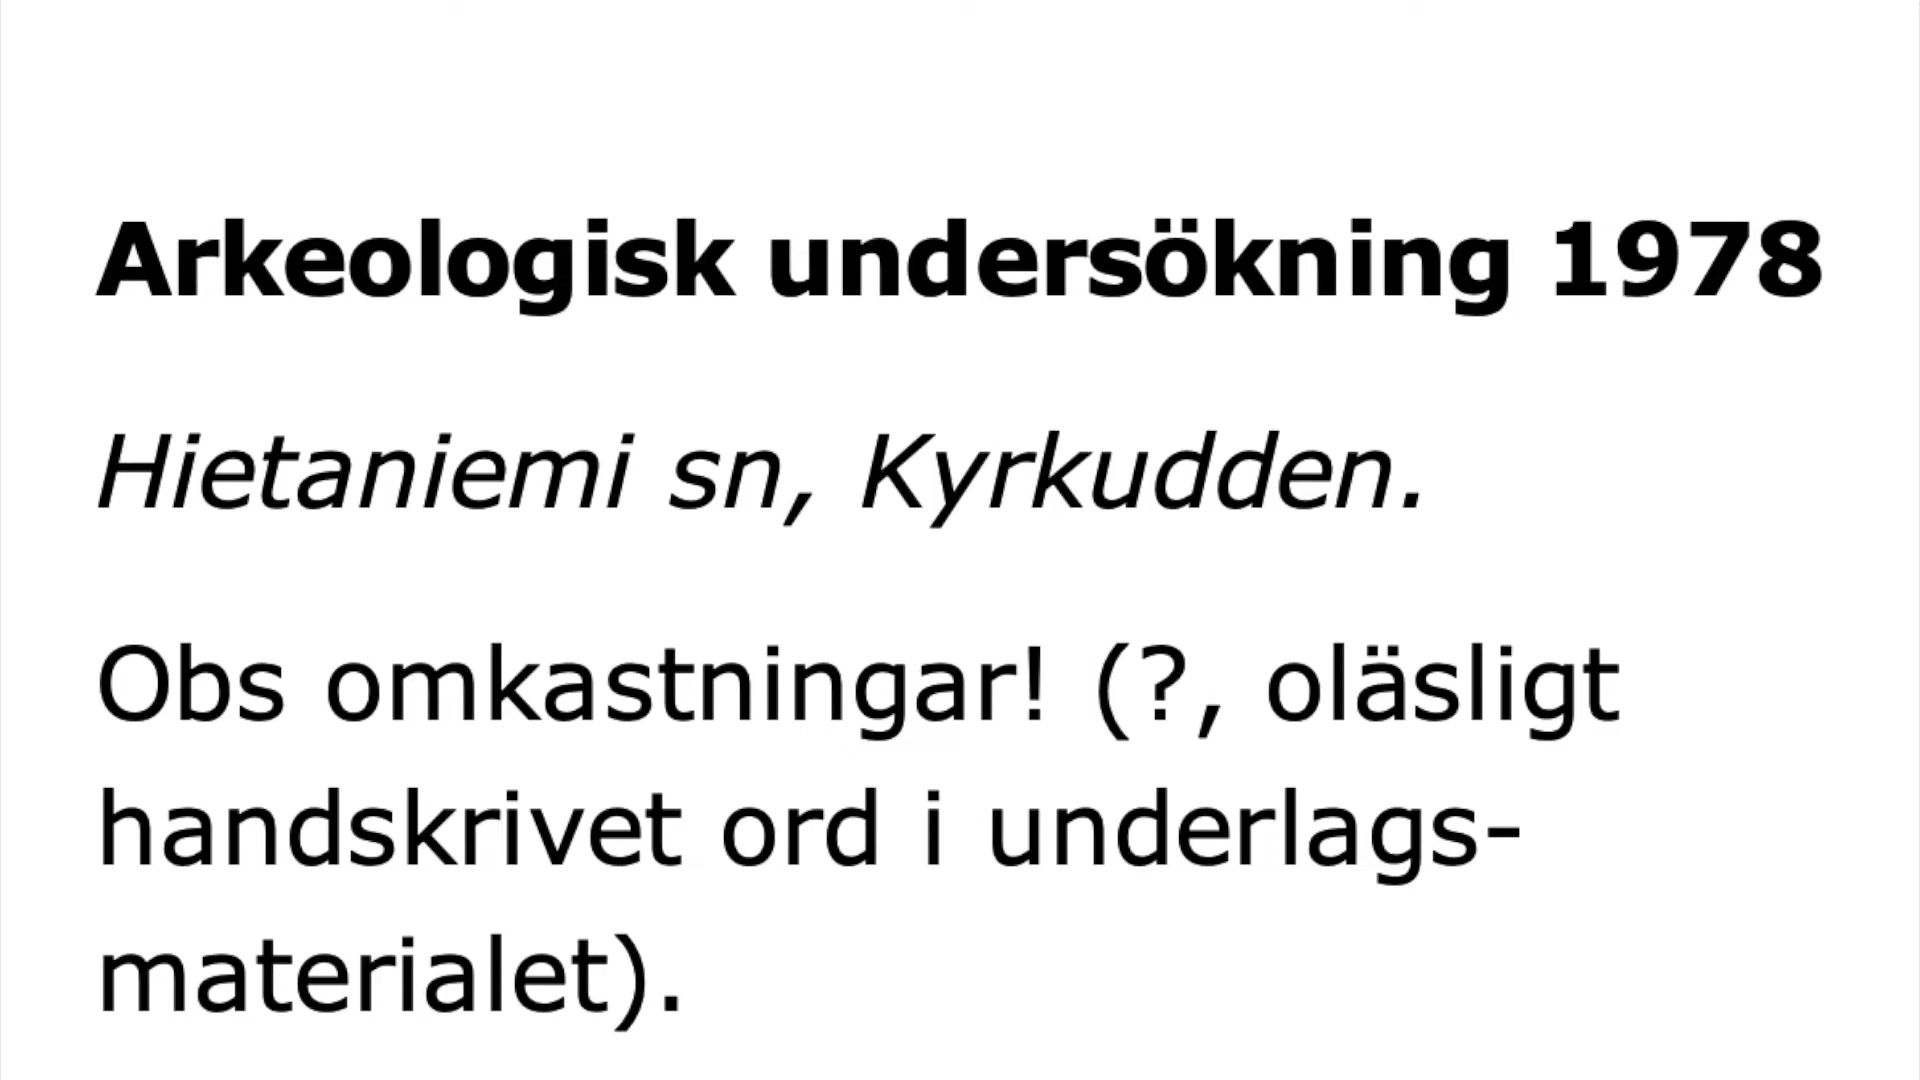 Arkeologisk undersökning 1978
Hietaniemi sn, Kyrkudden.
Obs omkastningar! (?, oläsligt
handskrivet ord i underlags-
materialet).